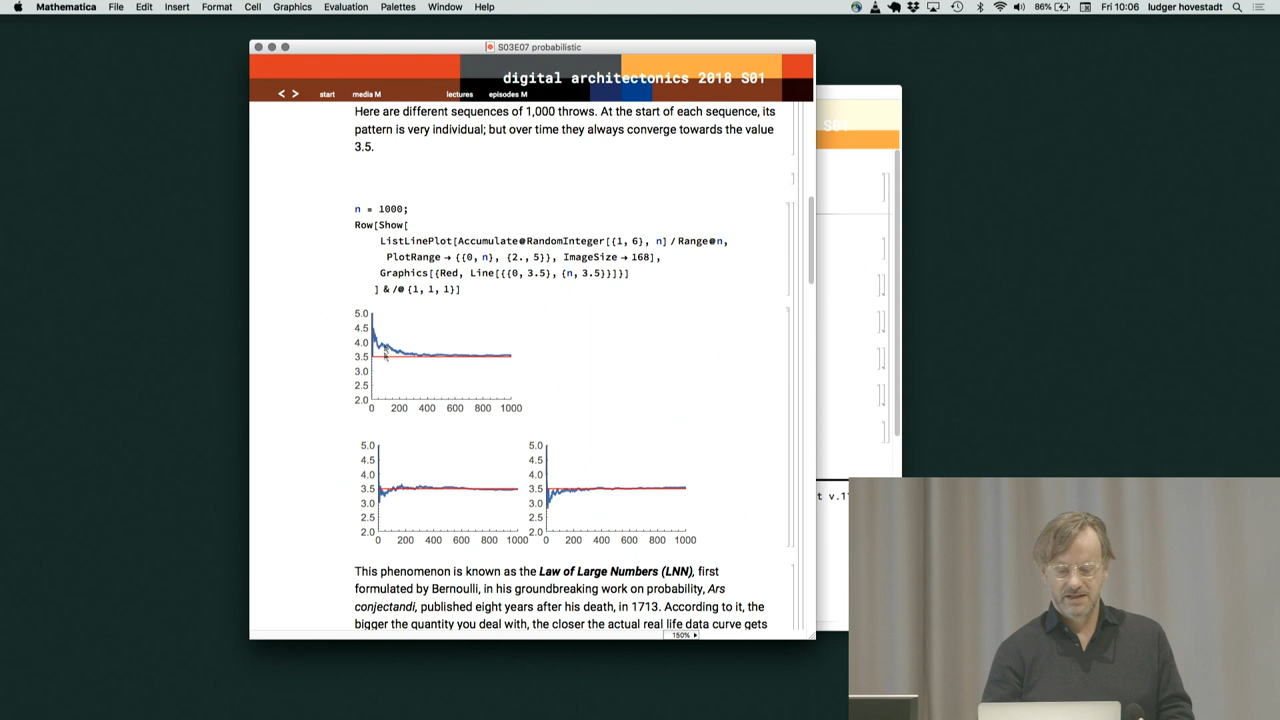 Mathematica File Edit Insert Format Cell Graphics Evaluation Palettes Window Help 86% Fri 10:06 ludger hovestadt
S03E07 probabilistic
digital architectonics 2018 S01
< > start media M lectures episodes M
S01
Here are different sequences of 1,000 throws. At the start of each sequence, its
pattern is very individual; but over time they always converge towards the value
3.5.
n = 1000;
Row[Show[
ListLinePlot[Accumulate@RandomInteger[{1, 6}, n] / Range@n,
PlotRange → {{0, n}, {2., 5}}, ImageSize → 168],
Graphics[{Red, Line[{{0, 3.5}, {n, 3.5}}]}]
] & /@ {1, 1, 1}]
5.0
4.5
4.0
3.5
3.0
2.5
2.0
0 200 400 600 800 1000
5.0 5.0
4.5 4.5
4.0 4.0
3.5 3.5
3.0 3.0
2.5 2.5
2.0 2.0
0 200 400 600 800 1000 0 200 400 600 800 1000
t v.1
This phenomenon is known as the Law of Large Numbers (LNN), first
formulated by Bernoulli, in his groundbreaking work on probability, Ars
conjectandi, published eight years after his death, in 1713. According to it, the
bigger the quantity you deal with, the closer the actual real life data curve gets
150%